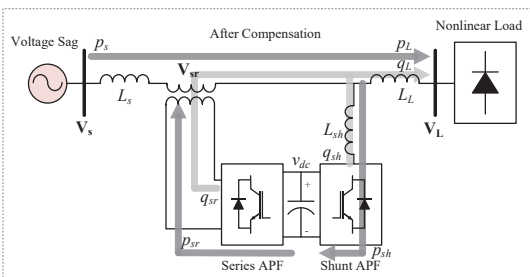 After Compensation
Nonlinear Load
Voltage Sag
p_s
p_L
q_L
V_sr
L_s
L_L
V_s
V_L
L_sh
q_sh
v_dc
+
-
q_sr
p_sr
p_sh
Series APF
Shunt APF